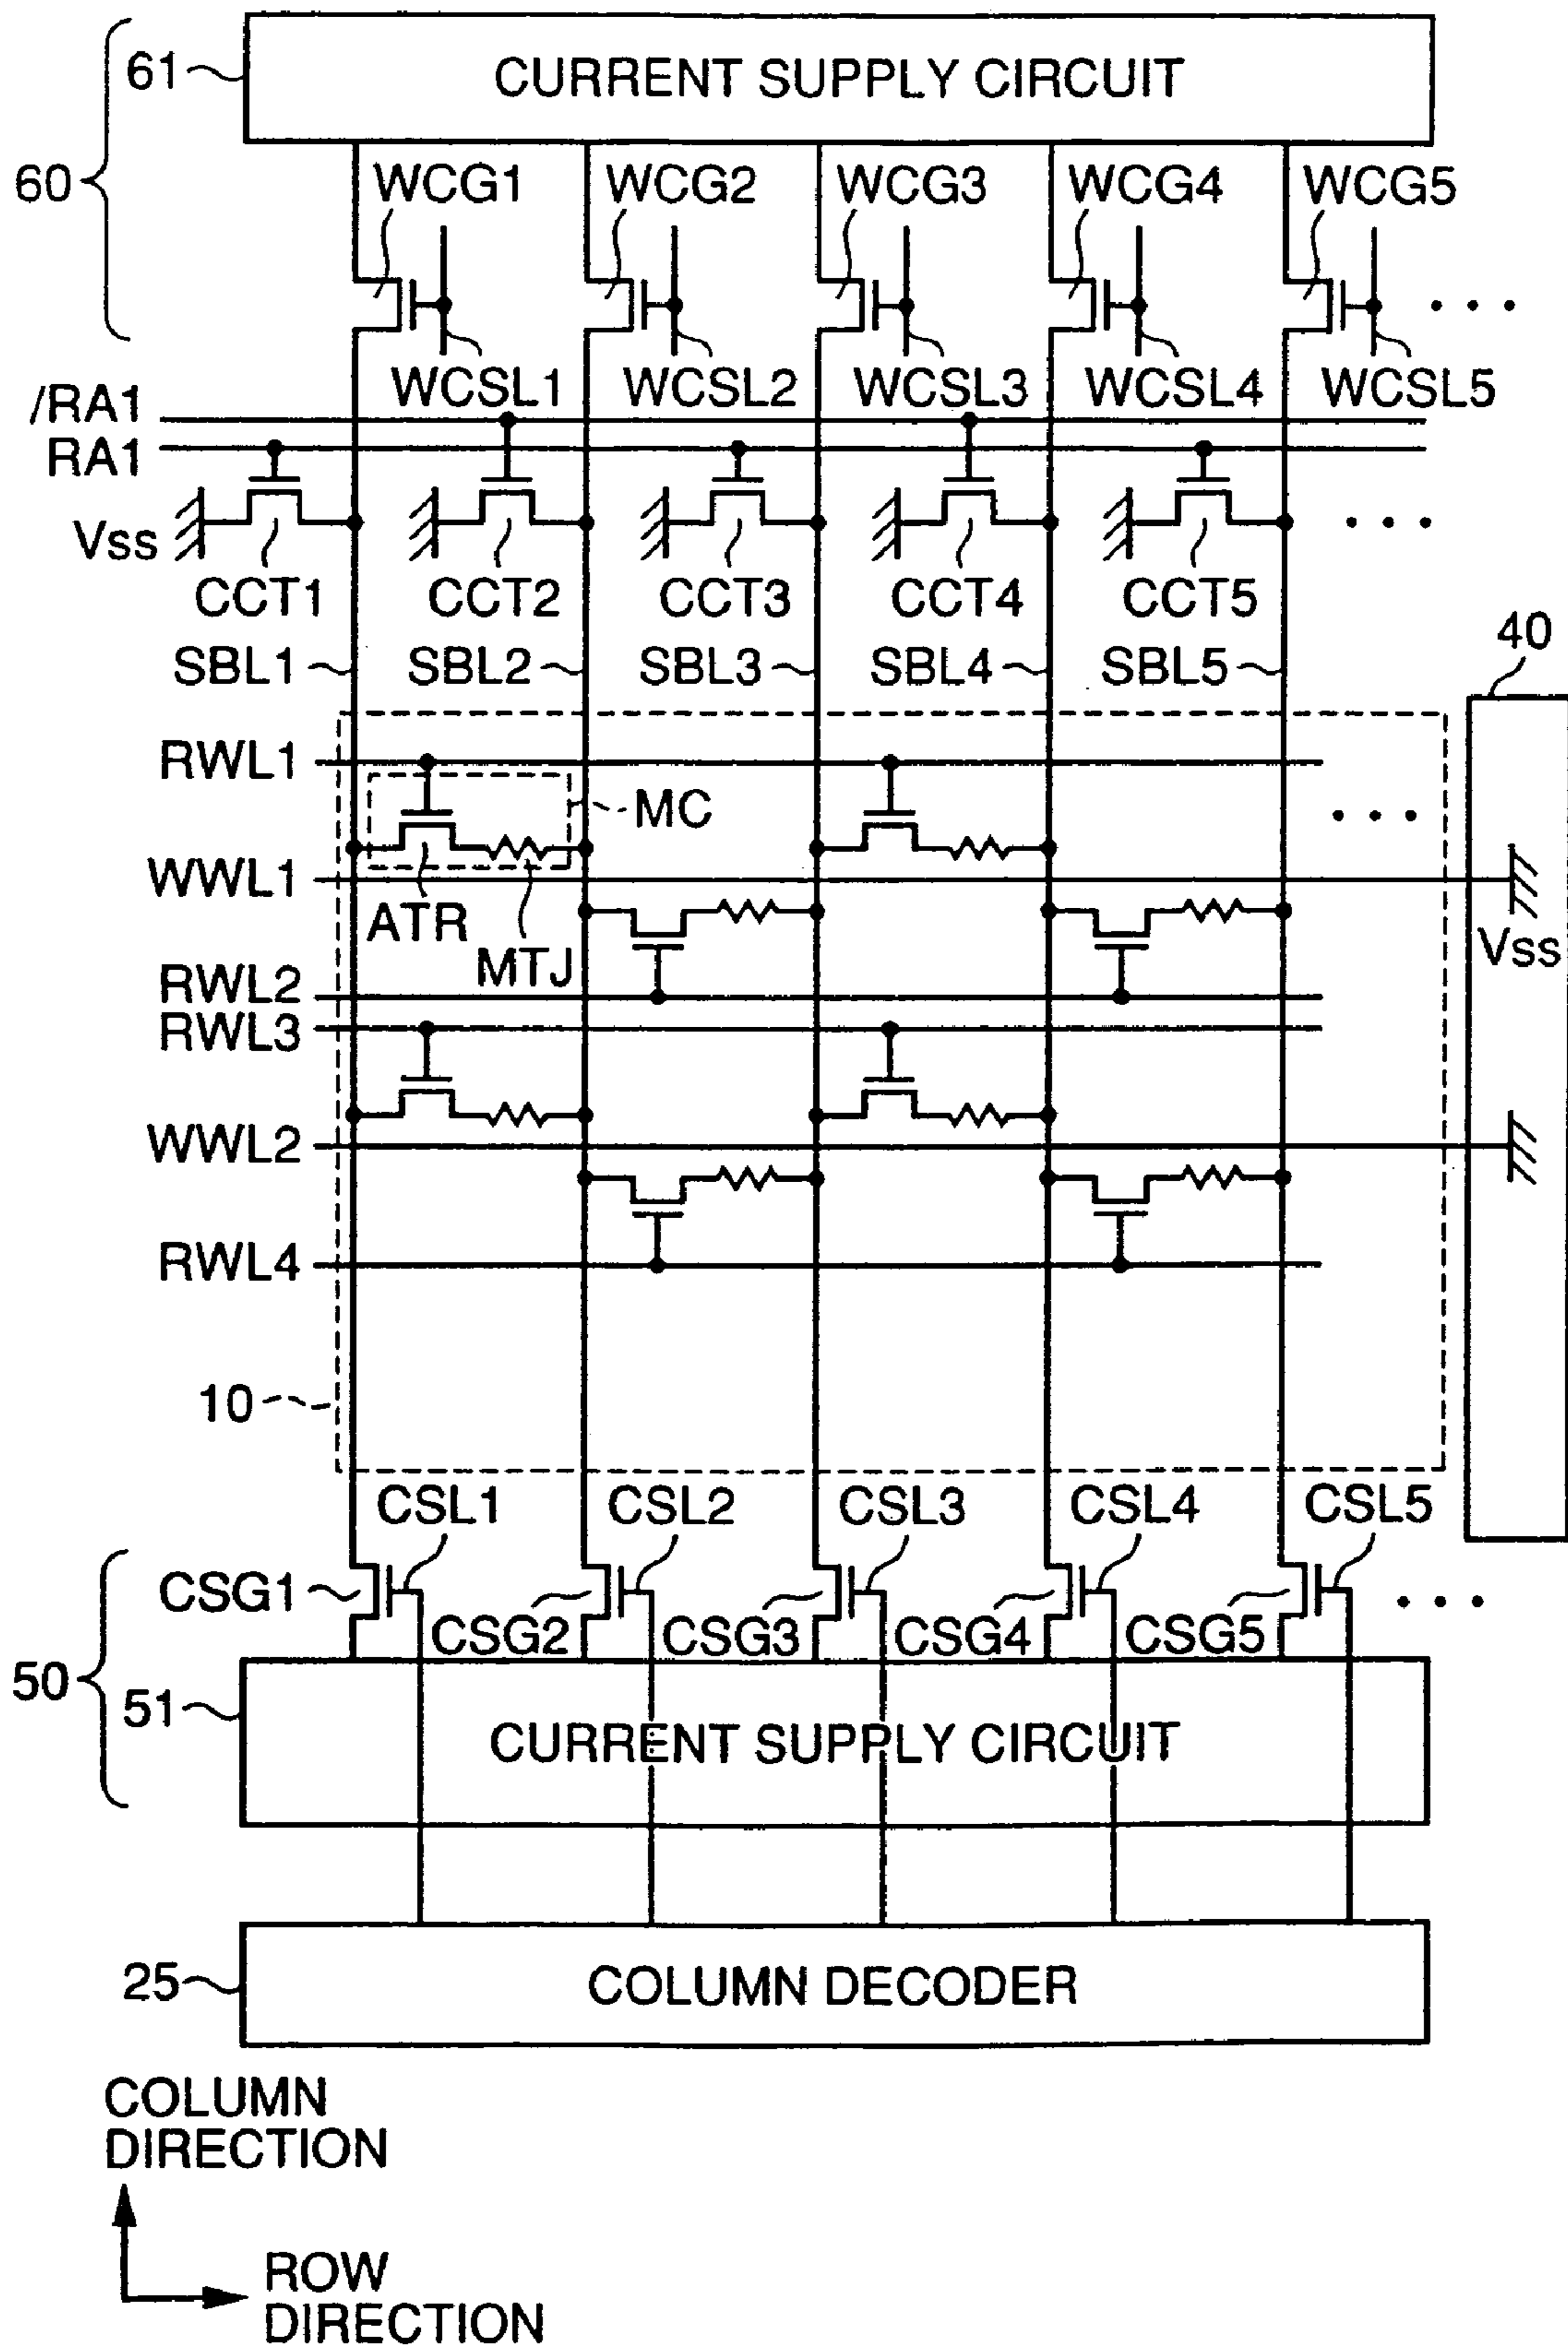 61
CURRENT SUPPLY CIRCUIT
60
WCG1 WCG2 WCG3 WCG4 WCG5
WCSL1 WCSL2 WCSL3 WCSL4 WCSL5
/RA1
RA1
Vss
CCT1 CCT2 CCT3 CCT4 CCT5
SBL1 SBL2 SBL3 SBL4 SBL5
40
RWL1
MC
WWL1
ATR
MTJ
Vss
RWL2
RWL3
WWL2
RWL4
10
CSL1 CSL2 CSL3 CSL4 CSL5
CSG1 CSG2 CSG3 CSG4 CSG5
50
51
CURRENT SUPPLY CIRCUIT
25
COLUMN DECODER
COLUMN
DIRECTION
ROW
DIRECTION